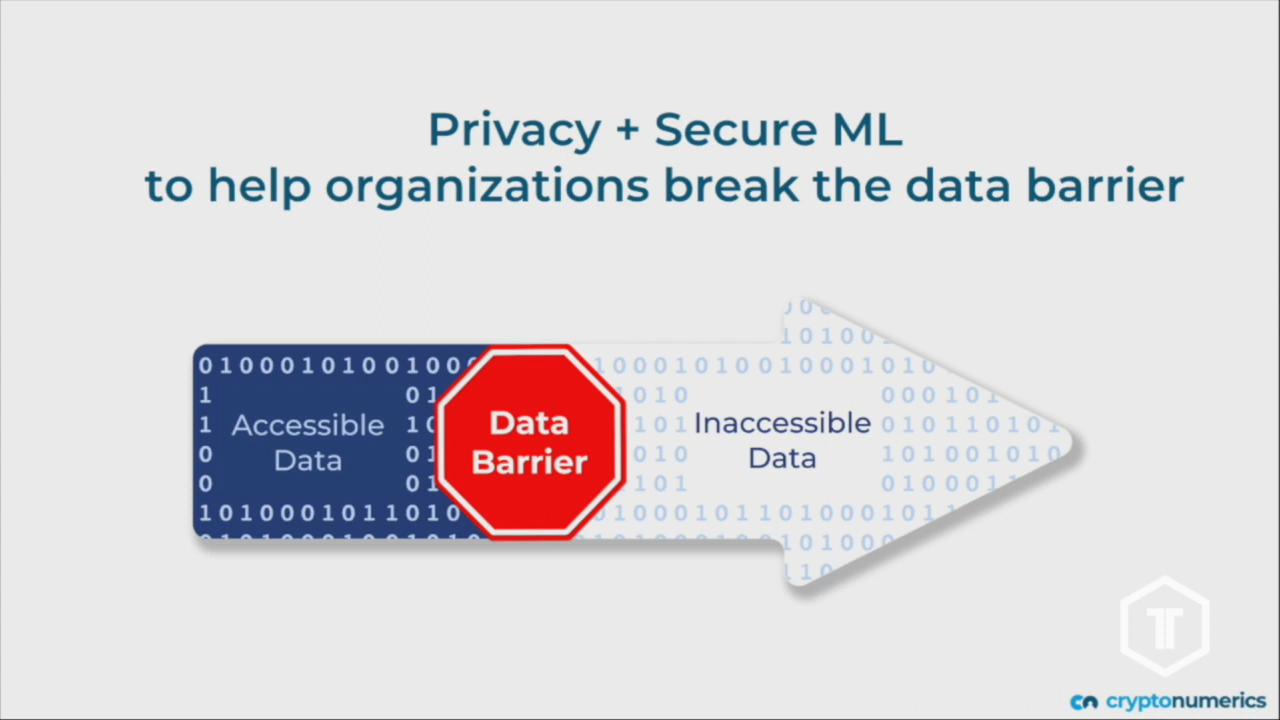 Privacy + Secure ML
to help organizations break the data barrier
Accessible
Data
Data
Barrier
Inaccessible
Data
cryptonumerics